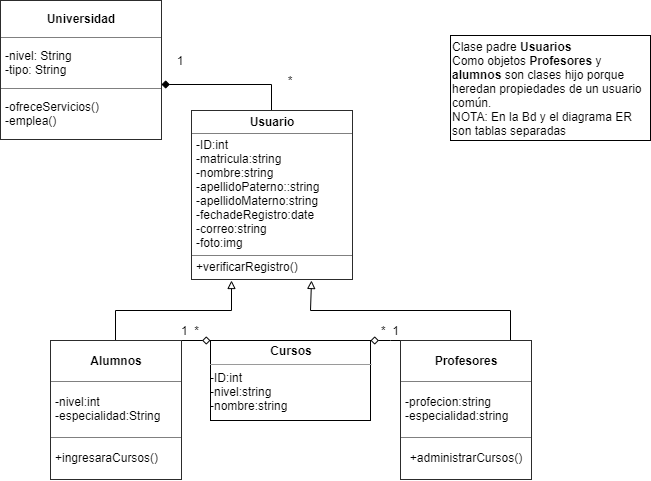 Universidad
-nivel: String
-tipo: String
-ofreceServicios()
-emplea()
1
*
Clase padre Usuarios
Como objetos Profesores y
alumnos son clases hijo porque
heredan propiedades de un usuario
común.
NOTA: En la Bd y el diagrama ER
son tablas separadas
Usuario
-ID:int
-matricula:string
-nombre:string
-apellidoPaterno::string
-apellidoMaterno:string
-fechadeRegistro:date
-correo:string
-foto:img
+verificarRegistro()
1 *
* 1
Alumnos
-nivel:int
-especialidad:String
+ingresaraCursos()
Cursos
-ID:int
-nivel:string
-nombre:string
Profesores
-profecion:string
-especialidad:string
+administrarCursos()